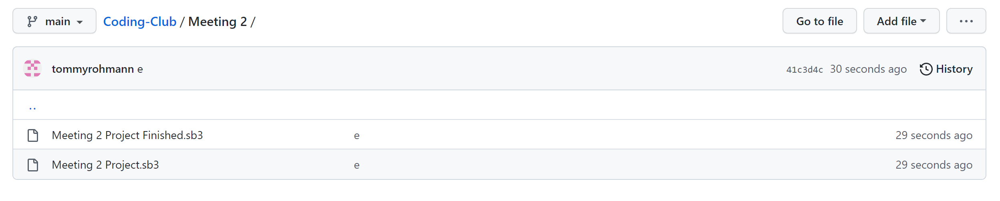 main Coding-Club / Meeting 2 / Go to file Add file ...
tommyrohmann e 41c3d4c 30 seconds ago History
..
Meeting 2 Project Finished.sb3 e 29 seconds ago
Meeting 2 Project.sb3 e 29 seconds ago